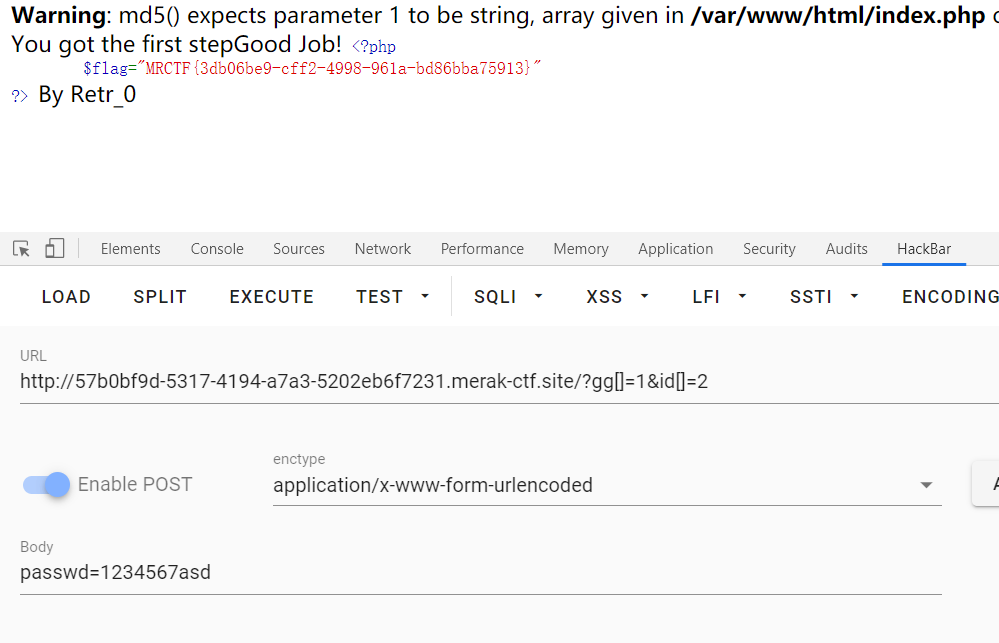 Warning: md5() expects parameter 1 to be string, array given in /var/www/html/index.php
You got the first stepGood Job! <?php
$flag="MRCTF{3db06be9-cff2-4998-961a-bd86bba75913}"
?> By Retr_0
Elements Console Sources Network Performance Memory Application Security Audits HackBar
LOAD SPLIT EXECUTE TEST SQLI XSS LFI SSTI ENCODING
URL
http://57b0bf9d-5317-4194-a7a3-5202eb6f7231.merak-ctf.site/?gg[]=1&id[]=2
enctype
Enable POST application/x-www-form-urlencoded
Body
passwd=1234567asd